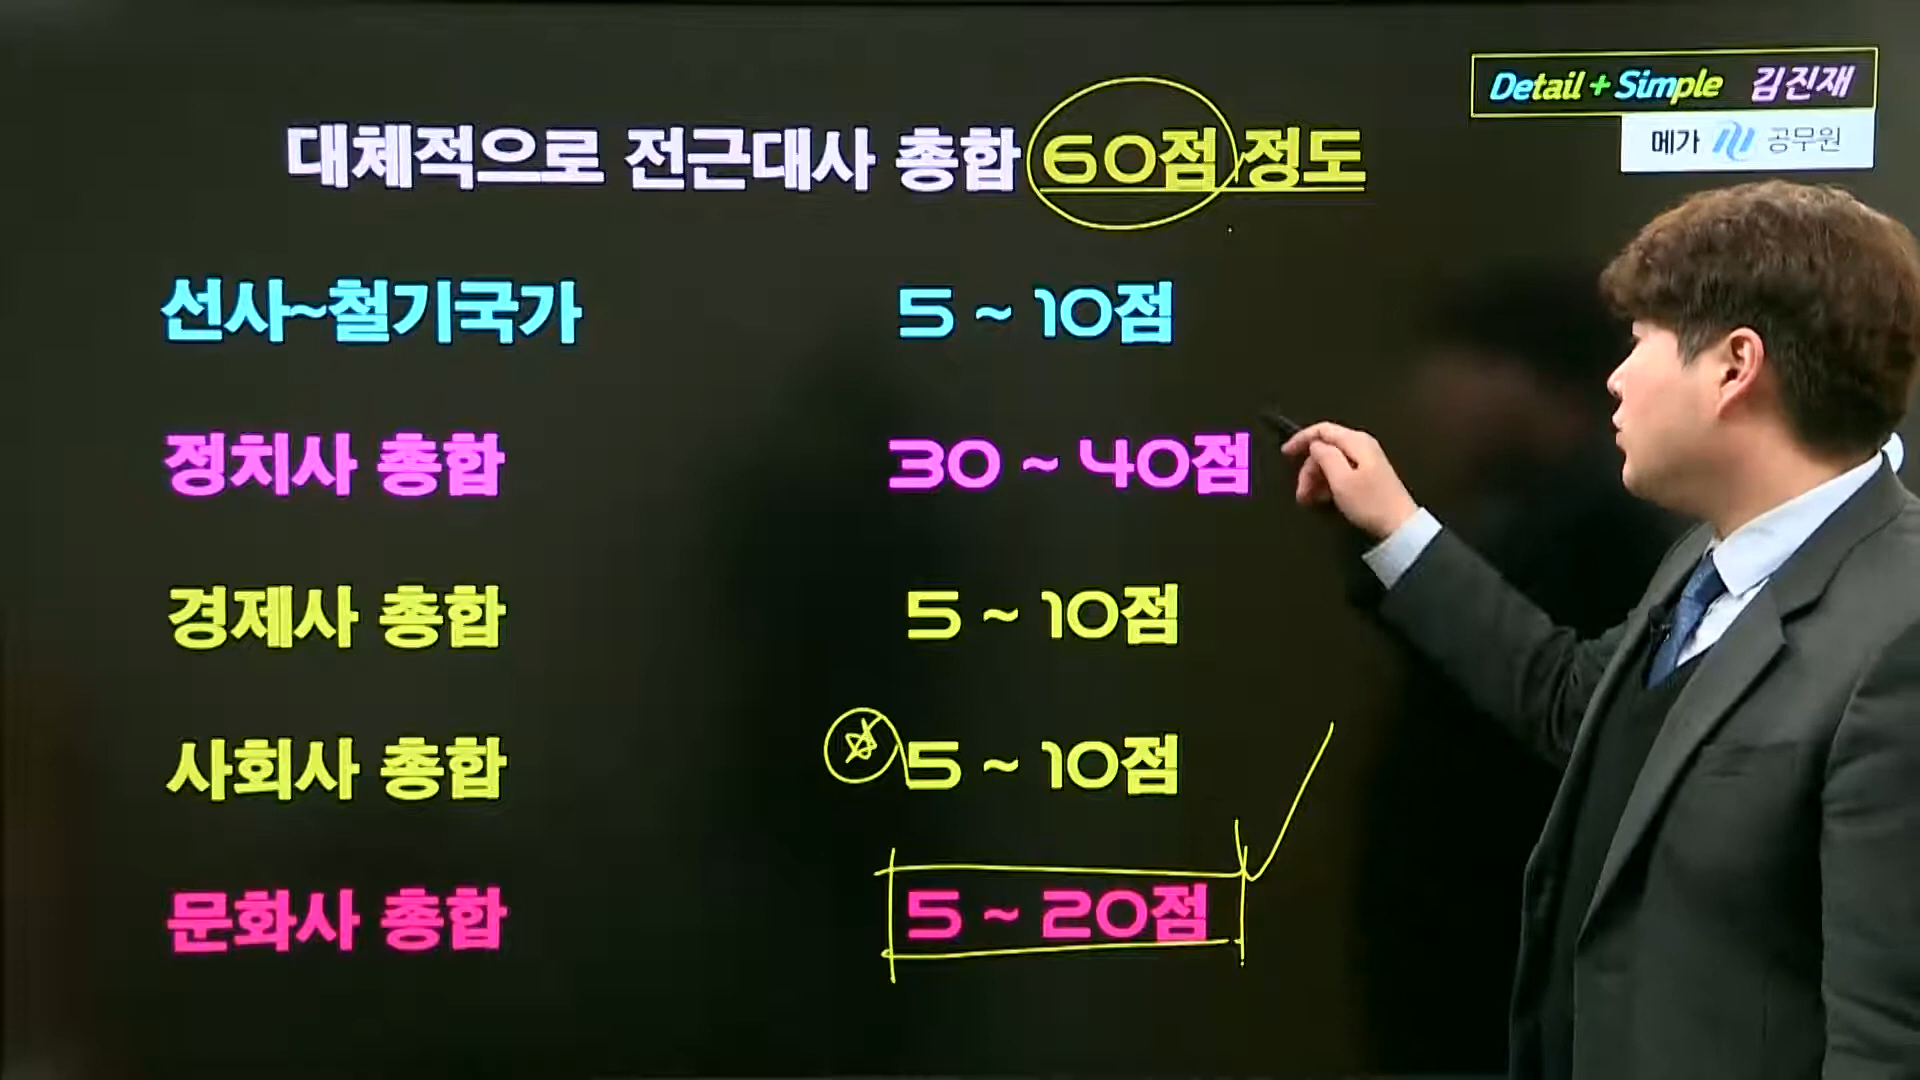 Detail + Simple 김진재
메가 공무원
대체적으로 전근대사 총합 60점 정도
선사~철기국가 5 ~ 10점
정치사 총합 30 ~ 40점
경제사 총합 5 ~ 10점
사회사 총합 5 ~ 10점
문화사 총합 5 ~ 20점